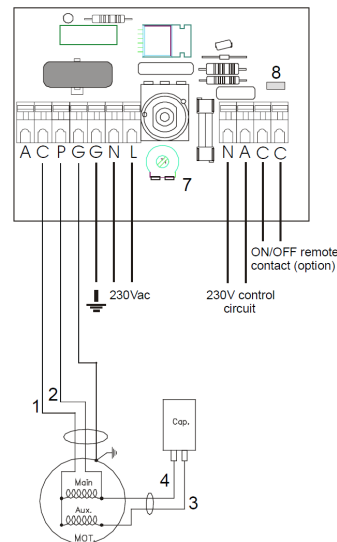 8
A C P G G N L
N A C C
7
ON/OFF remote
contact (option)
230Vac
230V control
circuit
2
1
Cap.
4
3
Main
Aux.
MOT.